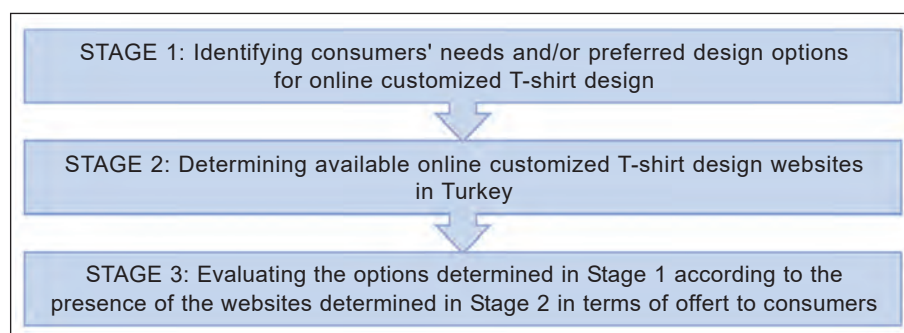 STAGE 1: Identifying consumers' needs and/or preferred design options
for online customized T-shirt design
STAGE 2: Determining available online customized T-shirt design websites
in Turkey
STAGE 3: Evaluating the options determined in Stage 1 according to the
presence of the websites determined in Stage 2 in terms of offert to consumers